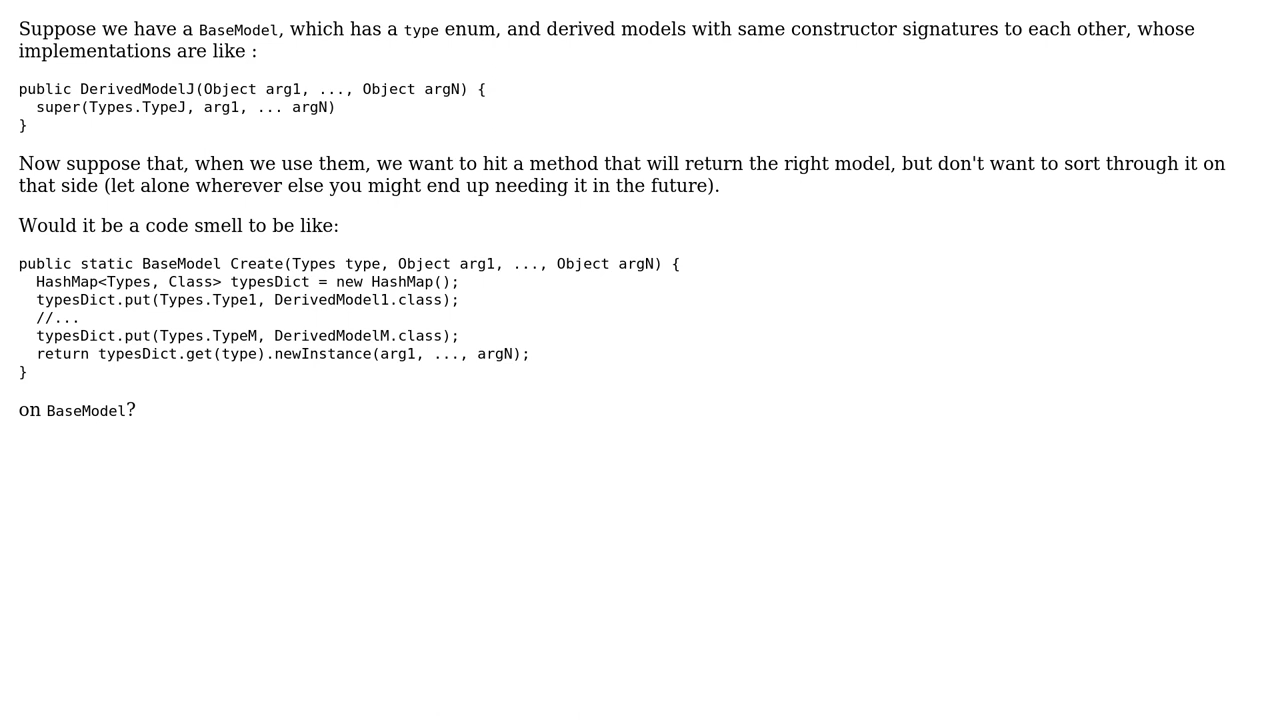 Suppose we have a BaseModel, which has a type enum, and derived models with same constructor signatures to each other, whose
implementations are like :
public DerivedModelJ(Object arg1, ..., Object argN) {
  super(Types.TypeJ, arg1, ... argN)
}
Now suppose that, when we use them, we want to hit a method that will return the right model, but don't want to sort through it on
that side (let alone wherever else you might end up needing it in the future).
Would it be a code smell to be like:
public static BaseModel Create(Types type, Object arg1, ..., Object argN) {
  HashMap<Types, Class> typesDict = new HashMap();
  typesDict.put(Types.Type1, DerivedModel1.class);
  //...
  typesDict.put(Types.TypeM, DerivedModelM.class);
  return typesDict.get(type).newInstance(arg1, ..., argN);
}
on BaseModel?